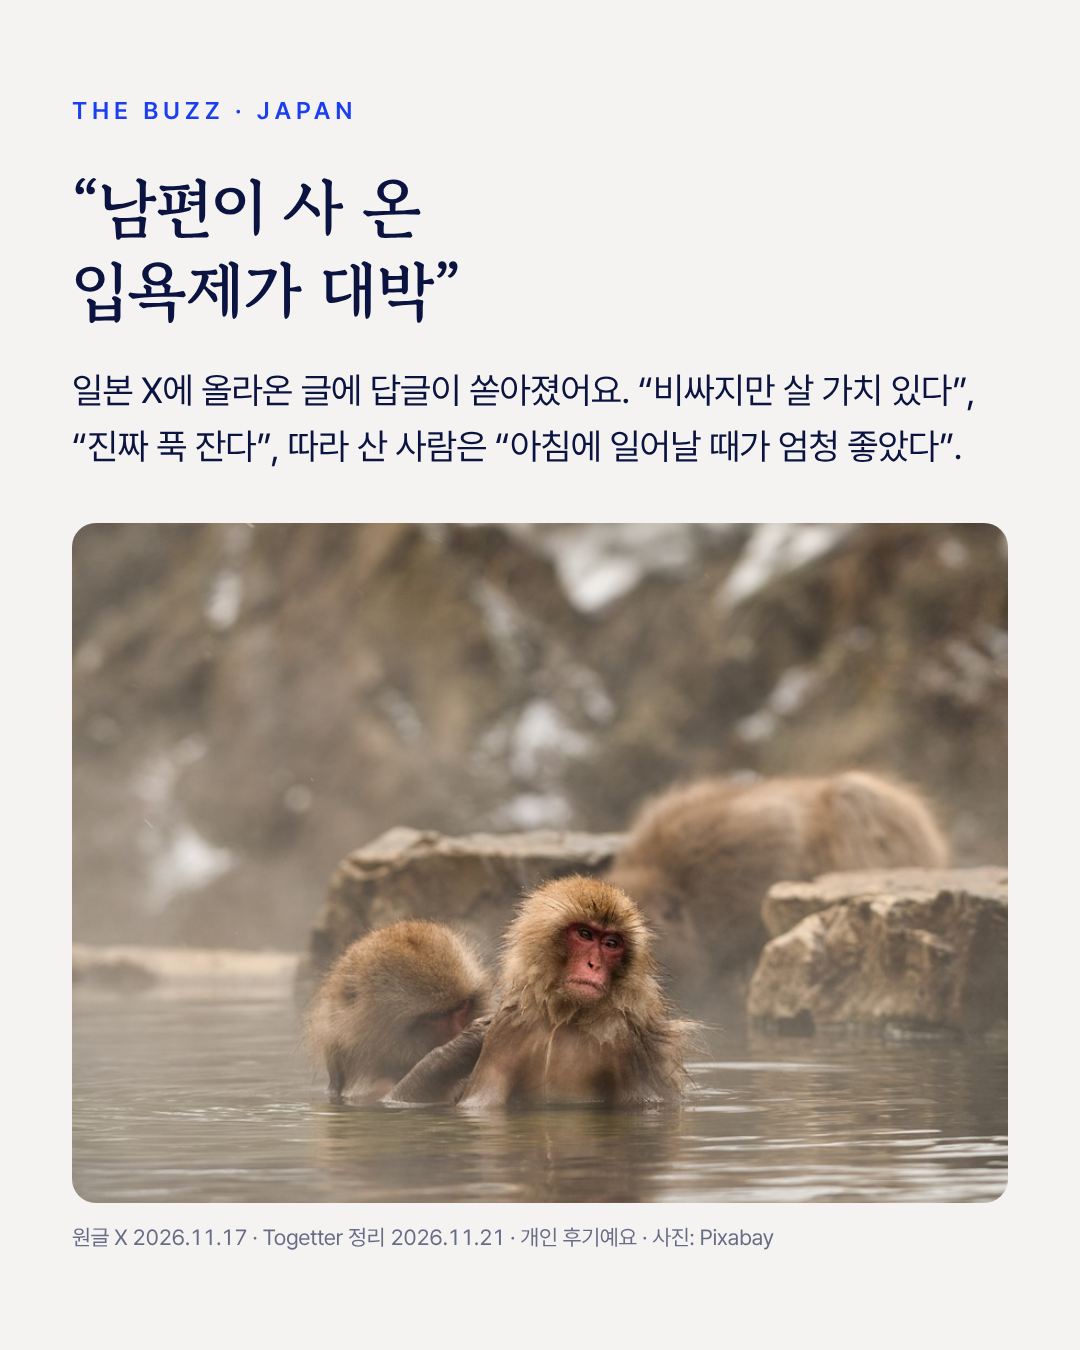 THE BUZZ · JAPAN
“남편이 사 온
입욕제가 대박”
일본 X에 올라온 글에 답글이 쏟아졌어요. “비싸지만 살 가치 있다”,
“진짜 푹 잔다”, 따라 산 사람은 “아침에 일어날 때가 엄청 좋았다”.
원글 X 2026.11.17 · Togetter 정리 2026.11.21 · 개인 후기예요 · 사진: Pixabay